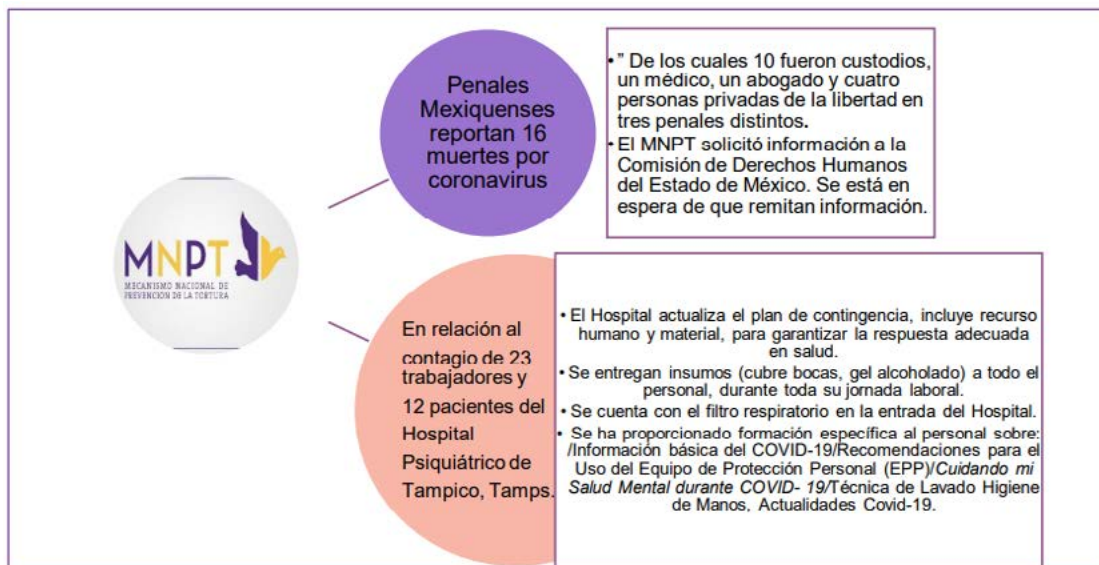 MNPT
MECANISMO NACIONAL DE
PREVENCIÓN DE LA TORTURA
Penales
Mexiquenses
reportan 16
muertes por
coronavirus
• ” De los cuales 10 fueron custodios,
un médico, un abogado y cuatro
personas privadas de la libertad en
tres penales distintos.
• El MNPT solicitó información a la
Comisión de Derechos Humanos
del Estado de México. Se está en
espera de que remitan información.
En relación al
contagio de 23
trabajadores y
12 pacientes del
Hospital
Psiquiátrico de
Tampico, Tamps.
• El Hospital actualiza el plan de contingencia, incluye recurso
humano y material, para garantizar la respuesta adecuada
en salud.
• Se entregan insumos (cubre bocas, gel alcoholado) a todo el
personal, durante toda su jornada laboral.
• Se cuenta con el filtro respiratorio en la entrada del Hospital.
• Se ha proporcionado formación específica al personal sobre:
/Información básica del COVID-19/Recomendaciones para el
Uso del Equipo de Protección Personal (EPP)/Cuidando mi
Salud Mental durante COVID- 19/Técnica de Lavado Higiene
de Manos, Actualidades Covid-19.